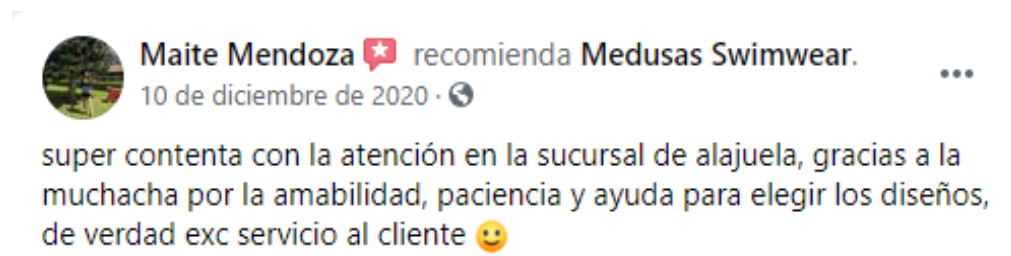 Maite Mendoza recomienda Medusas Swimwear.
10 de diciembre de 2020 ·
super contenta con la atención en la sucursal de alajuela, gracias a la
muchacha por la amabilidad, paciencia y ayuda para elegir los diseños,
de verdad exc servicio al cliente 🙂